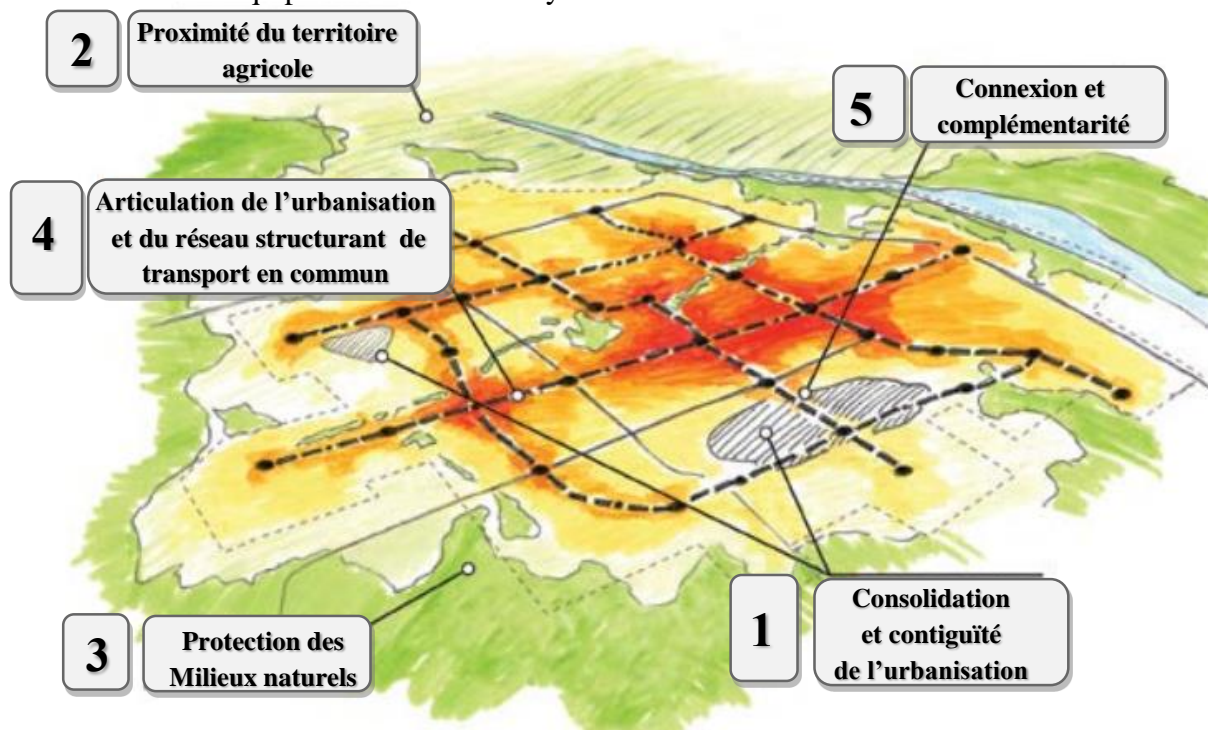 2
Proximité du territoire
agricole
5
Connexion et
complémentarité
4
Articulation de l'urbanisation
et du réseau structurant de
transport en commun
1
Consolidation
et contiguïté
de l'urbanisation
3
Protection des
Milieux naturels